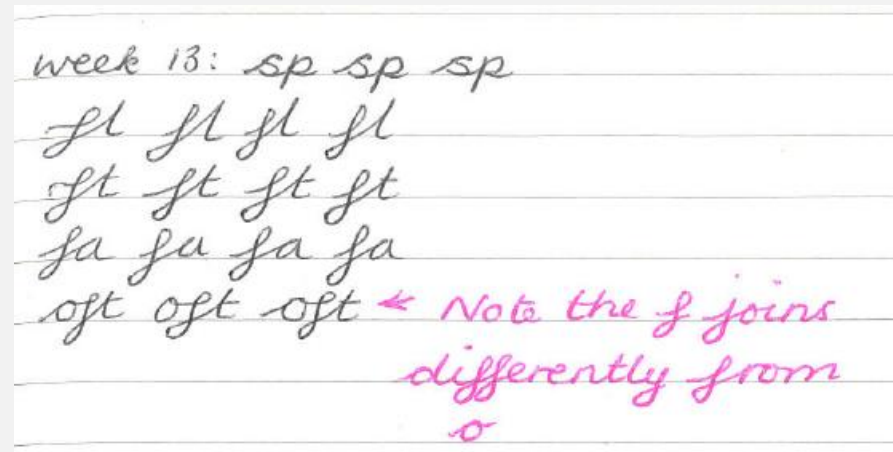 week 13: sp sp sp
fl fl fl fl
ft ft ft ft
fa fa fa fa
oft oft oft ← Note the f joins
differently from
o